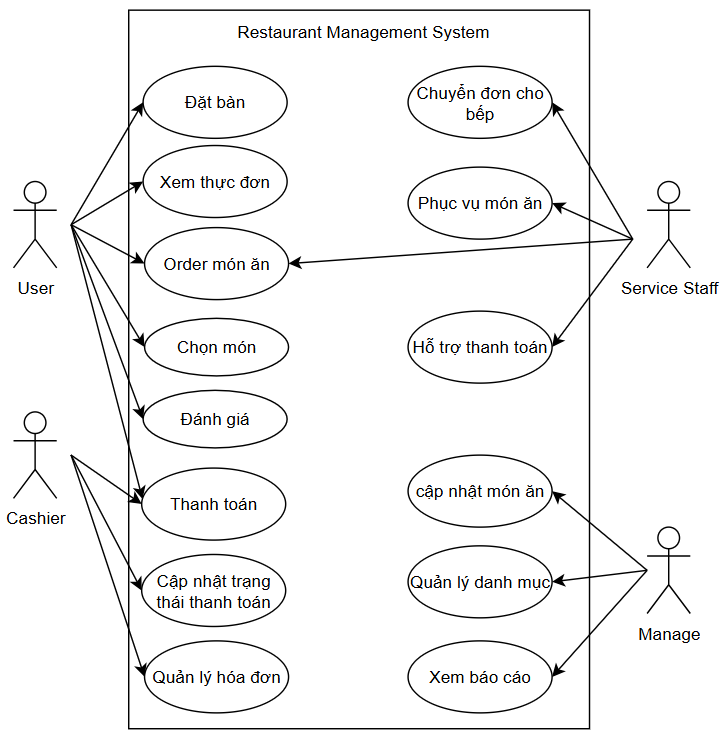 Restaurant Management System
Đặt bàn
Xem thực đơn
Order món ăn
Chọn món
Đánh giá
Thanh toán
Cập nhật trạng
thái thanh toán
Quản lý hóa đơn
Chuyển đơn cho
bếp
Phục vụ món ăn
Hỗ trợ thanh toán
cập nhật món ăn
Quản lý danh mục
Xem báo cáo
User
Cashier
Service Staff
Manage